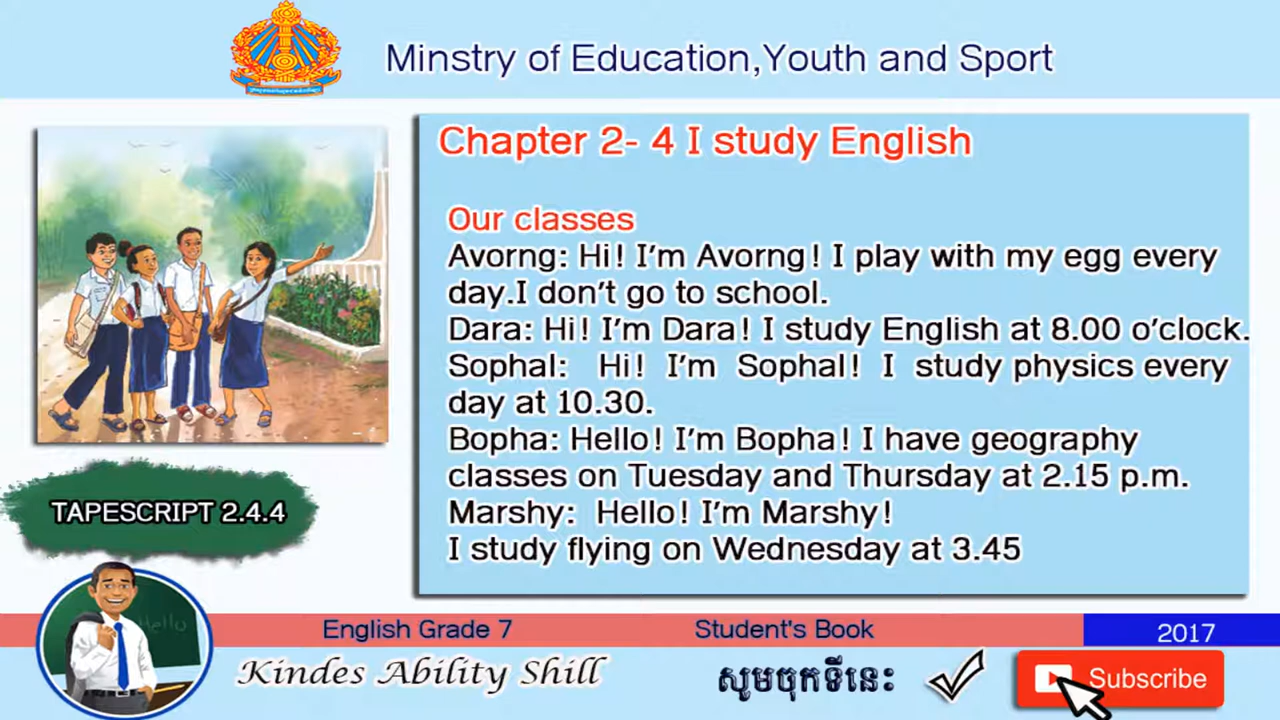 Minstry of Education,Youth and Sport
Chapter 2- 4 I study English
Our classes
Avorng: Hi! I'm Avorng! I play with my egg every
day.I don't go to school.
Dara: Hi! I'm Dara! I study English at 8.00 o'clock.
Sophal: Hi! I'm Sophal! I study physics every
day at 10.30.
Bopha: Hello! I'm Bopha! I have geography
classes on Tuesday and Thursday at 2.15 p.m.
Marshy: Hello! I'm Marshy!
I study flying on Wednesday at 3.45
TAPESCRIPT 2.4.4
Hello
English Grade 7
Student's Book
2017
Kindes Ability Shill
សូមចុកទីនេះ
Subscribe